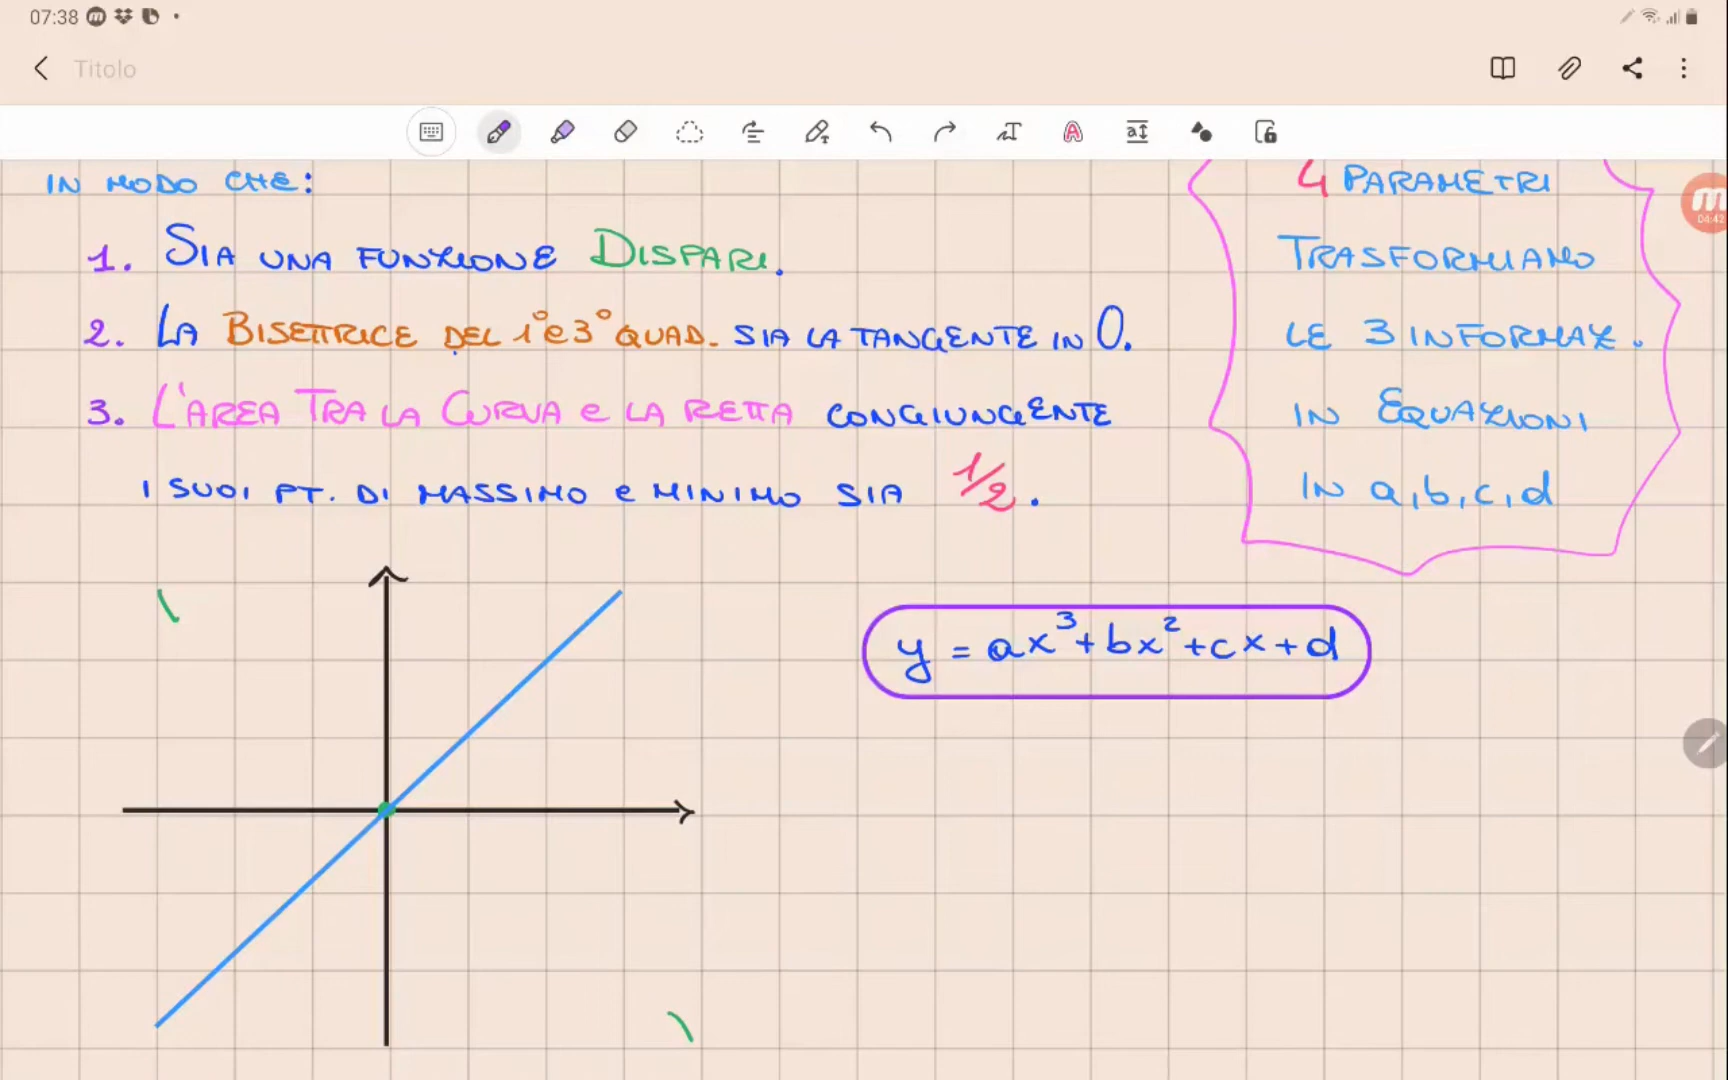 07:38
Titolo
IN MODO CHE:
1. SIA UNA FUNZIONE DISPARI.
2. LA BISETTRICE DEL 1° e 3° QUAD. SIA LA TANGENTE IN O.
3. L'AREA TRA LA CURVA e LA RETTA CONGIUNGENTE
I SUOI PT. DI MASSIMO e MINIMO SIA 1/2.
4 PARAMETRI
TRASFORMIAMO
LE 3 INFORMAZ.
IN EQUAZIONI
IN a,b,c,d
04:42
y = ax³+bx²+cx+d